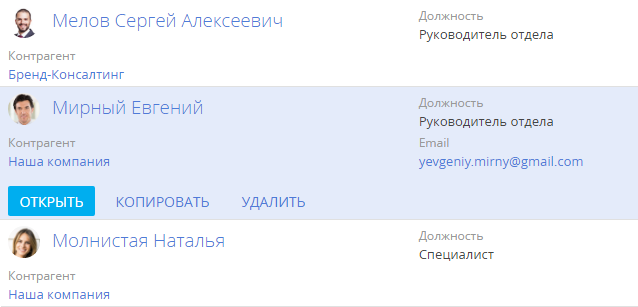 Мелов Сергей Алексеевич
Должность
Руководитель отдела
Контрагент
Бренд-Консалтинг
Мирный Евгений
Должность
Руководитель отдела
Контрагент
Email
Наша компания
yevgeniy.mirny@gmail.com
ОТКРЫТЬ КОПИРОВАТЬ УДАЛИТЬ
Молнистая Наталья
Должность
Специалист
Контрагент
Наша компания